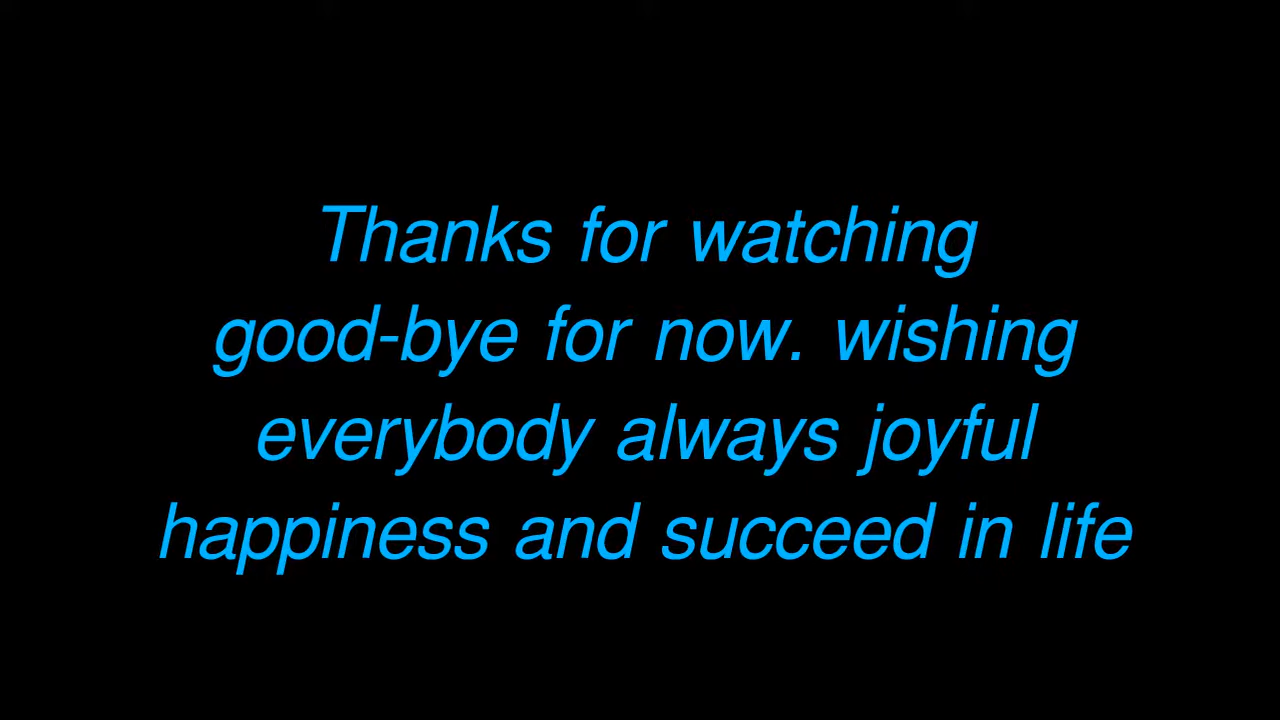 Thanks for watching
good-bye for now. wishing
everybody always joyful
happiness and succeed in life